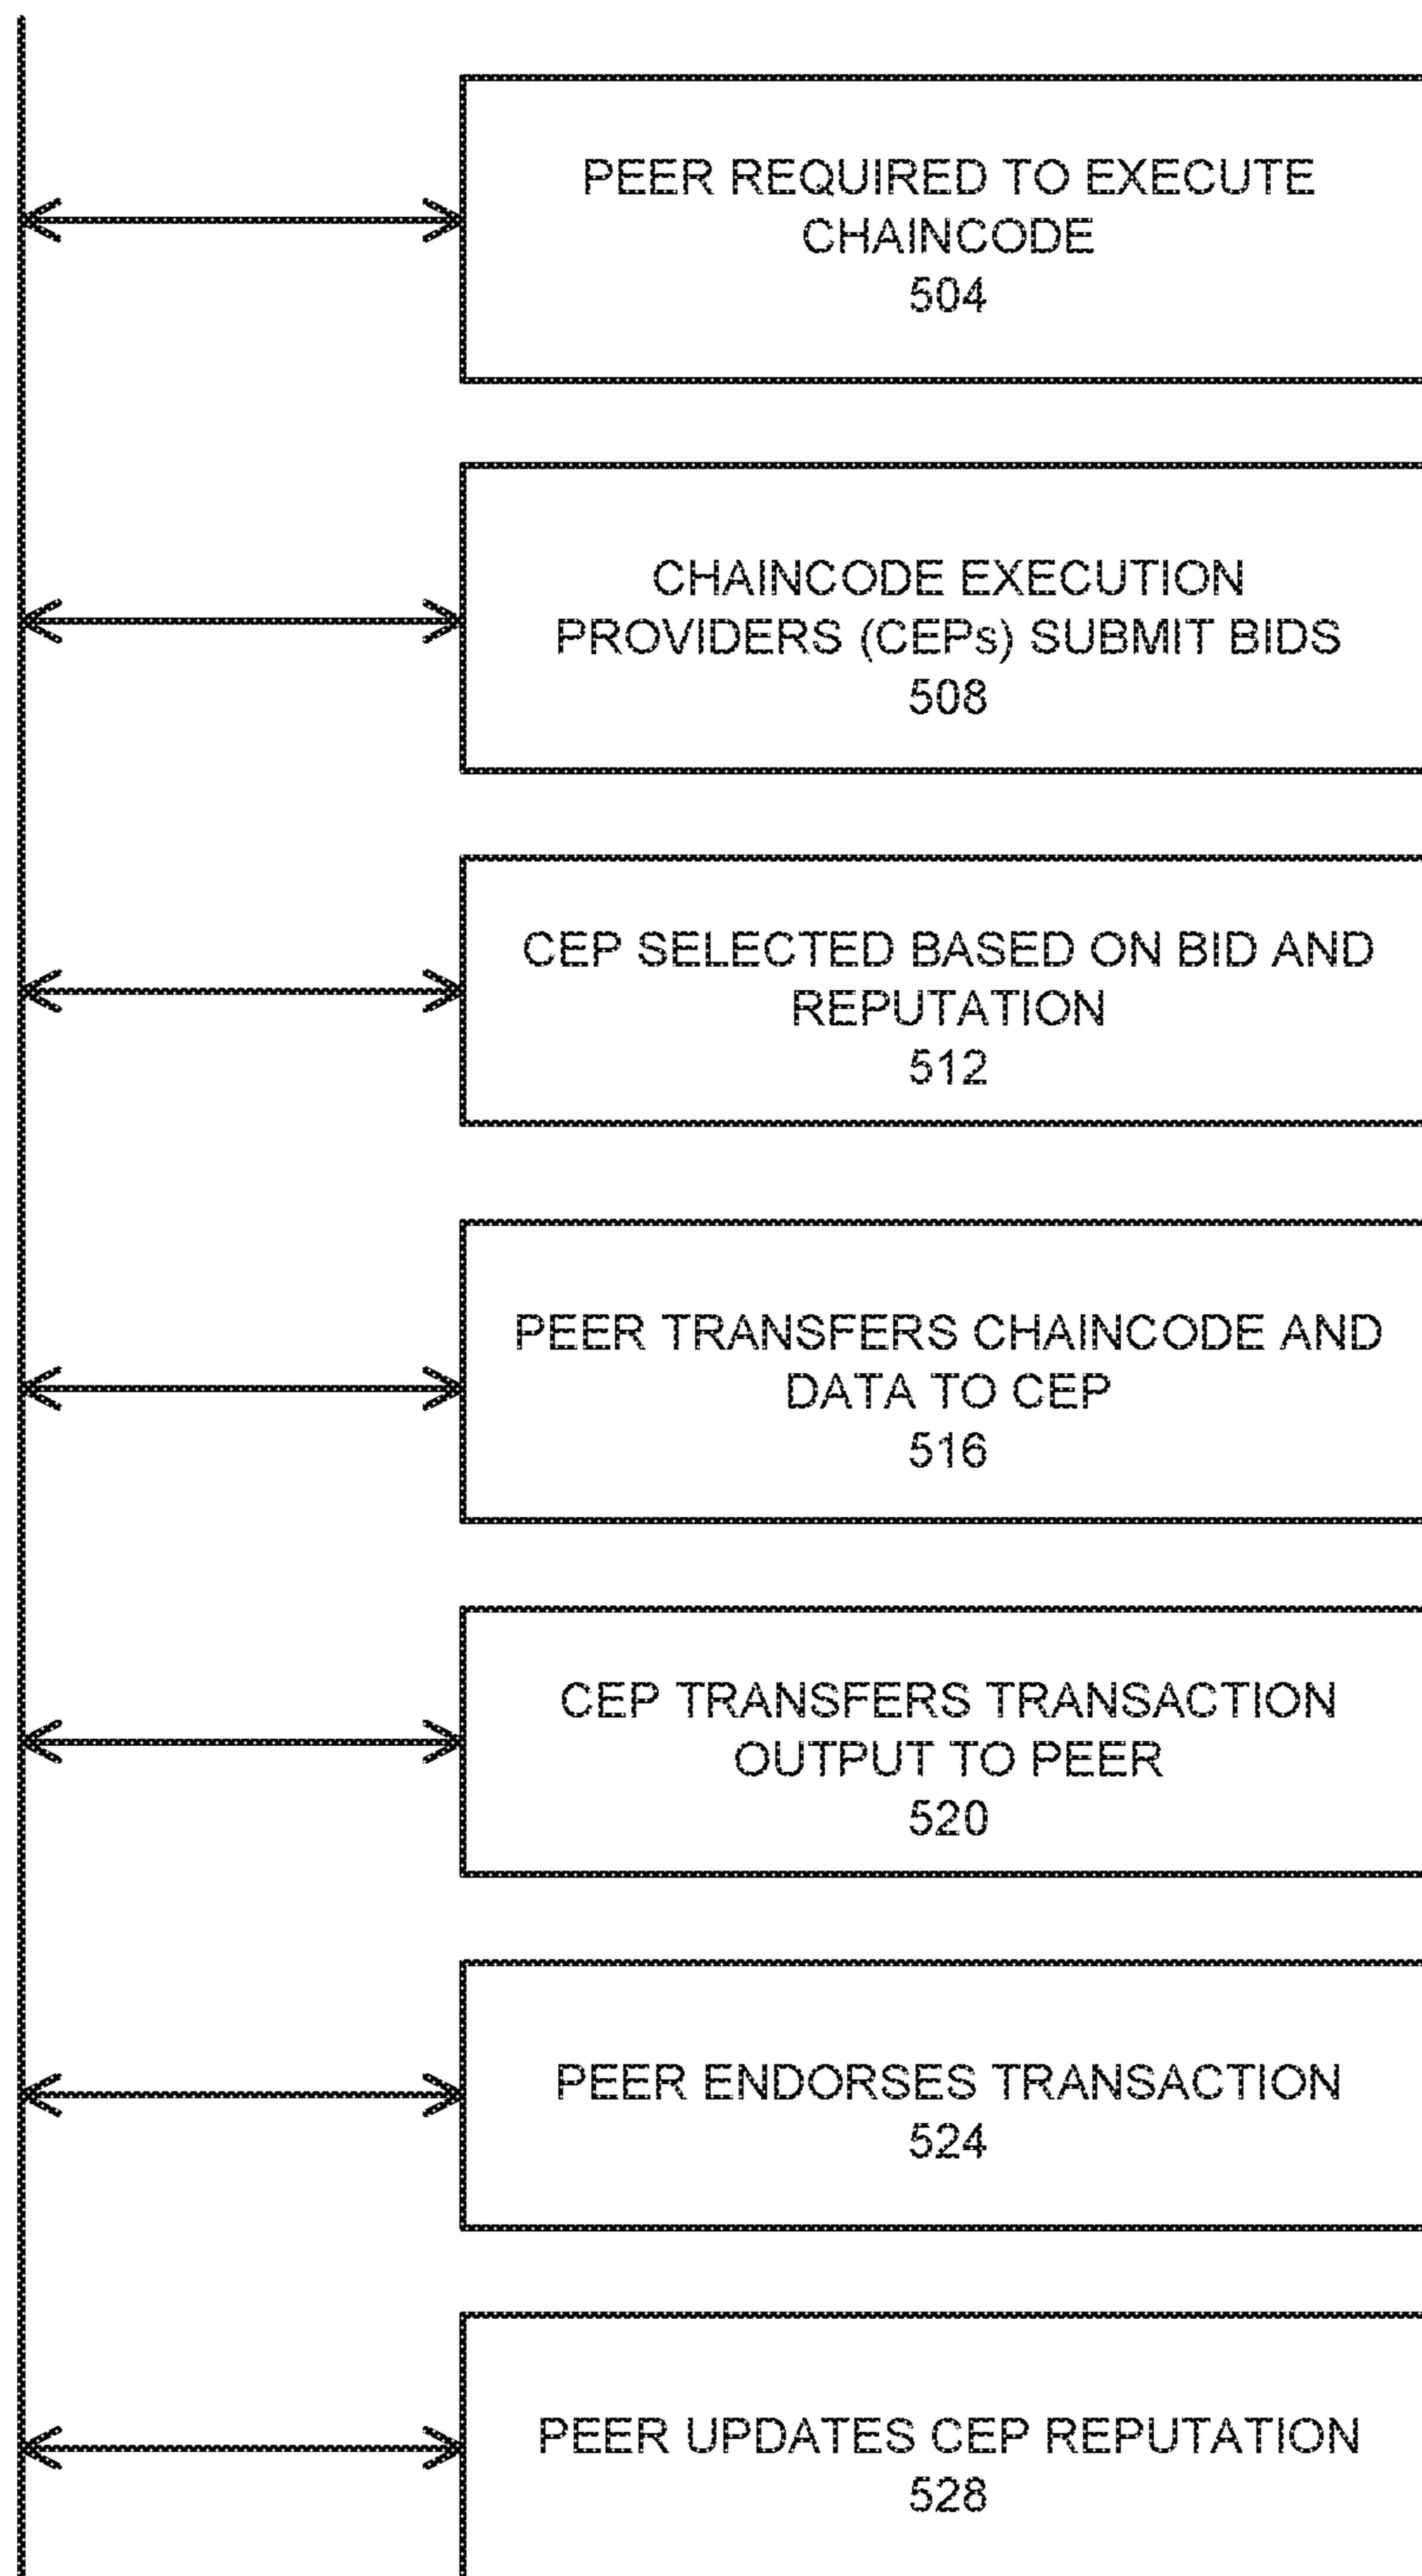 PEER REQUIRED TO EXECUTE
CHAINCODE
504
CHAINCODE EXECUTION
PROVIDERS (CEPs) SUBMIT BIDS
508
CEP SELECTED BASED ON BID AND
REPUTATION
512
PEER TRANSFERS CHAINCODE AND
DATA TO CEP
516
CEP TRANSFERS TRANSACTION
OUTPUT TO PEER
520
PEER ENDORSES TRANSACTION
524
PEER UPDATES CEP REPUTATION
528